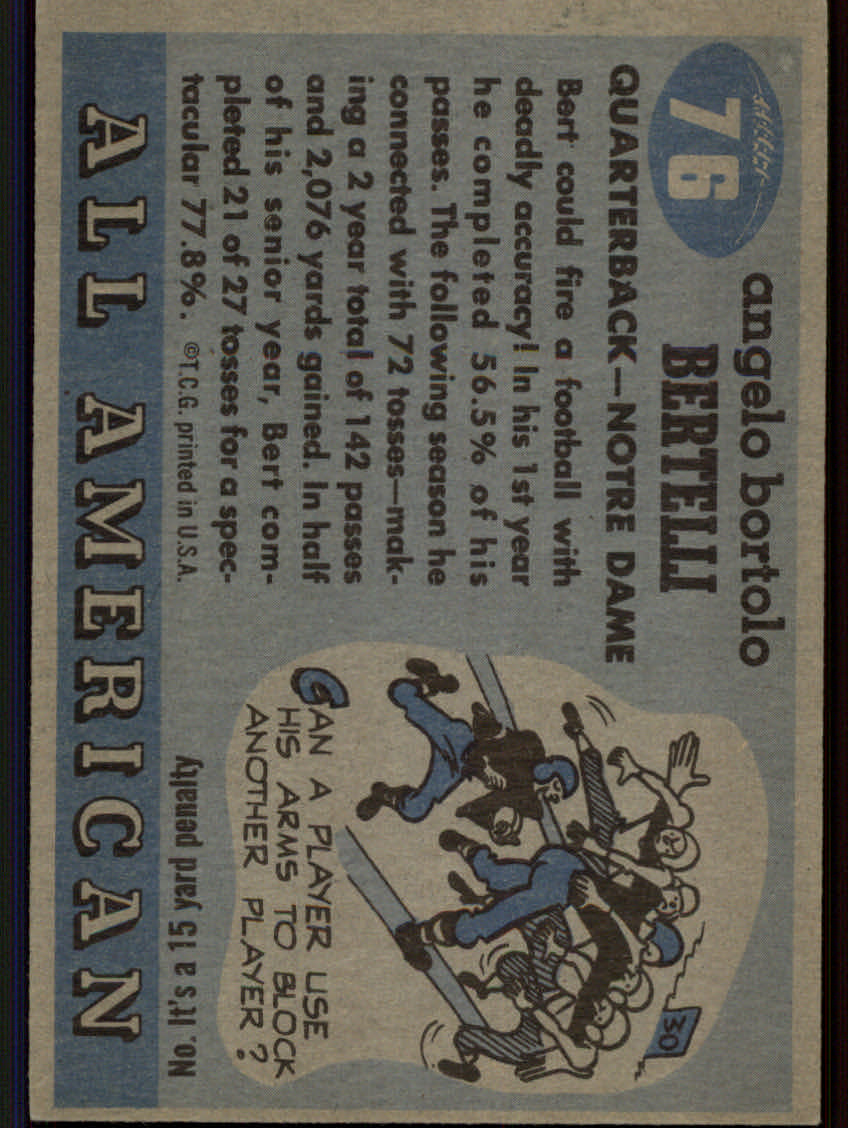 76
angelo bortolo
BERTELLI
QUARTERBACK—NOTRE DAME
Bert could fire a football with
deadly accuracy! In his 1st year
he completed 56.5% of his
passes. The following season he
connected with 72 tosses—mak-
ing a 2 year total of 142 passes
and 2,076 yards gained. In half
of his senior year, Bert com-
pleted 21 of 27 tosses for a spec-
tacular 77.8%. ©T.C.G. printed in U.S.A.
30
CAN A PLAYER USE
HIS ARMS TO BLOCK
ANOTHER PLAYER?
No. It's a 15 yard penalty
ALL AMERICAN